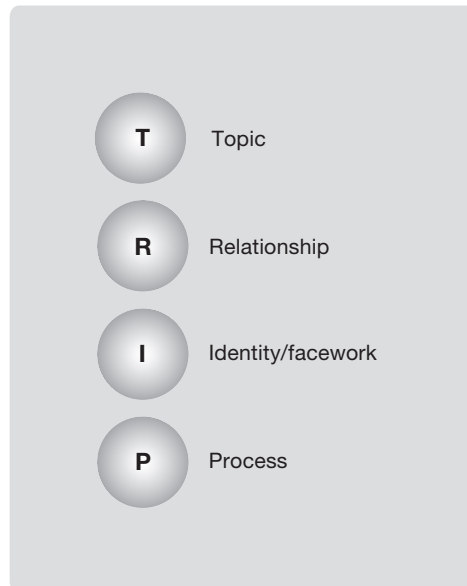 T Topic
R Relationship
I Identity/facework
P Process